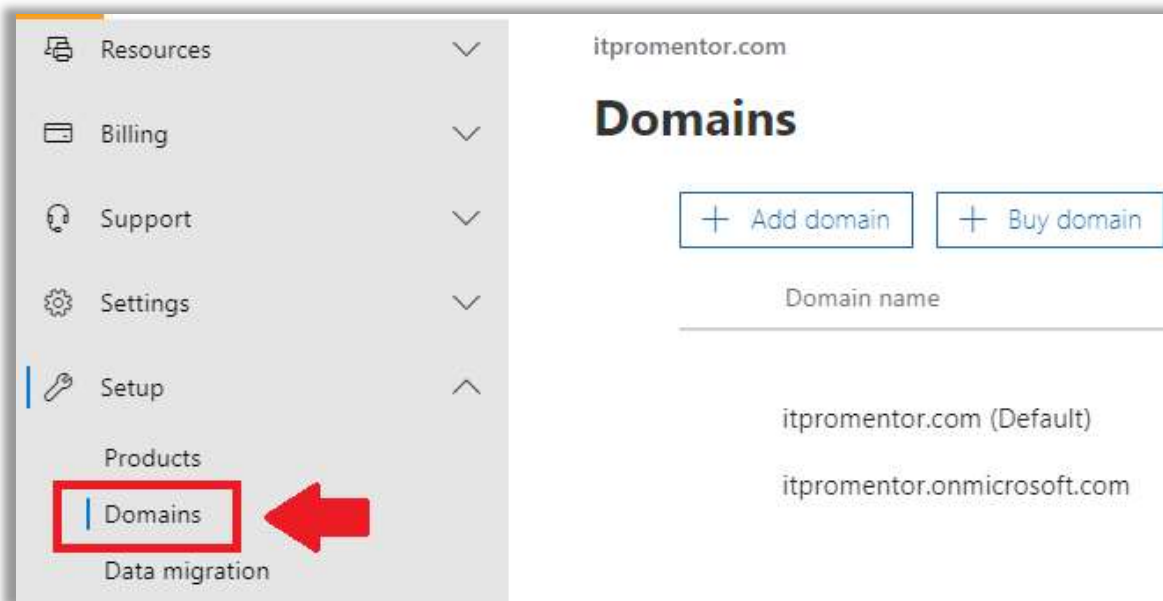 Resources
Billing
Support
Settings
Setup
Products
Domains
Data migration
itpromentor.com
Domains
+ Add domain
+ Buy domain
Domain name
itpromentor.com (Default)
itpromentor.onmicrosoft.com